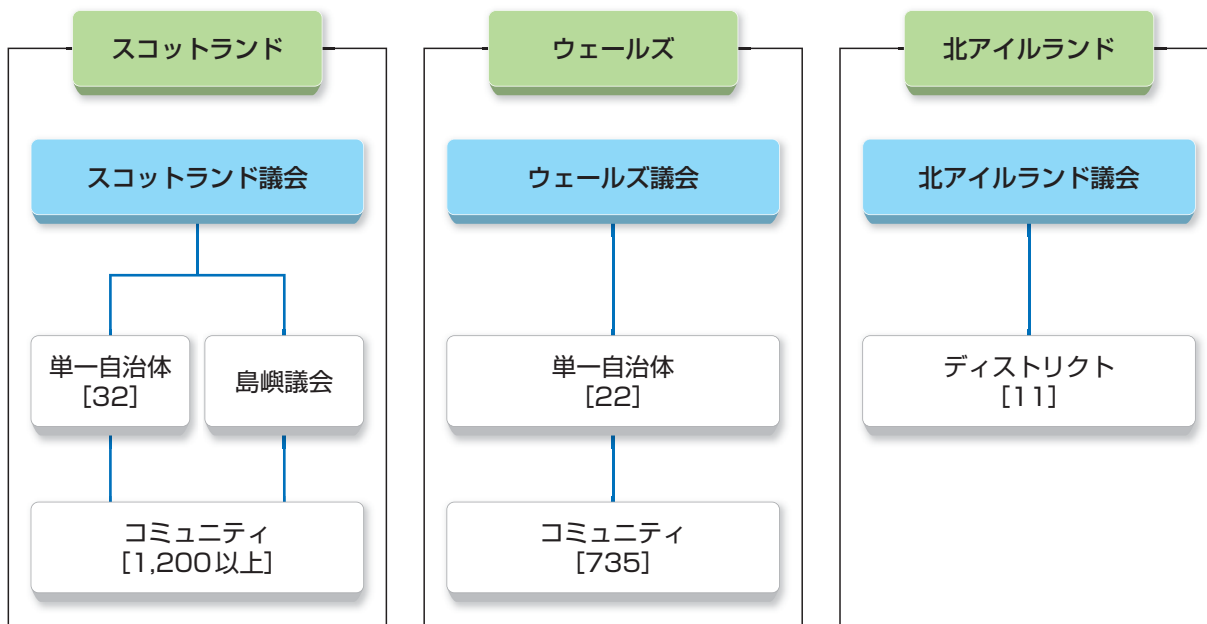 スコットランド
スコットランド議会
単一自治体
[32]
島嶼議会
コミュニティ
[1,200以上]
ウェールズ
ウェールズ議会
単一自治体
[22]
コミュニティ
[735]
北アイルランド
北アイルランド議会
ディストリクト
[11]